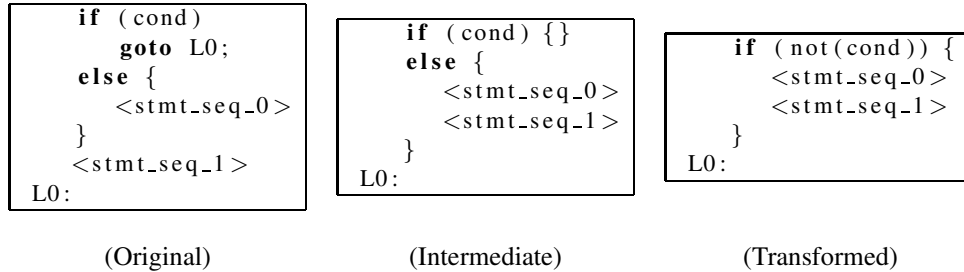 if (cond)
goto L0;
else {
<stmt_seq_0>
}
<stmt_seq_1>
L0:
(Original)
if (cond) {}
else {
<stmt_seq_0>
<stmt_seq_1>
}
L0:
(Intermediate)
if (not(cond)) {
<stmt_seq_0>
<stmt_seq_1>
}
L0:
(Transformed)